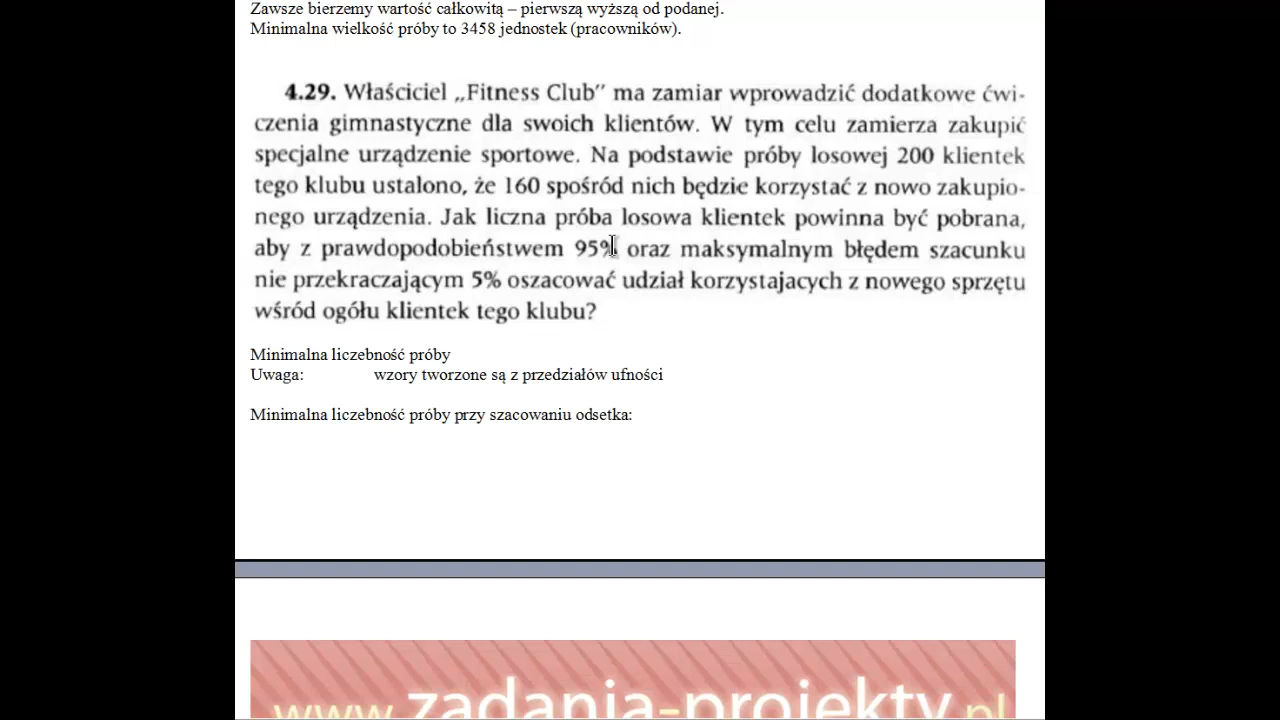 Zawsze bierzemy wartość całkowitą – pierwszą wyższą od podanej.
Minimalna wielkość próby to 3458 jednostek (pracowników).
4.29. Właściciel „Fitness Club” ma zamiar wprowadzić dodatkowe ćwi-
czenia gimnastyczne dla swoich klientów. W tym celu zamierza zakupić
specjalne urządzenie sportowe. Na podstawie próby losowej 200 klientek
tego klubu ustalono, że 160 spośród nich będzie korzystać z nowo zakupio-
nego urządzenia. Jak liczna próba losowa klientek powinna być pobrana,
aby z prawdopodobieństwem 95% oraz maksymalnym błędem szacunku
nie przekraczającym 5% oszacować udział korzystajacych z nowego sprzętu
wśród ogółu klientek tego klubu?
Minimalna liczebność próby
Uwaga: wzory tworzone są z przedziałów ufności
Minimalna liczebność próby przy szacowaniu odsetka:
www.zadania-projekty.pl